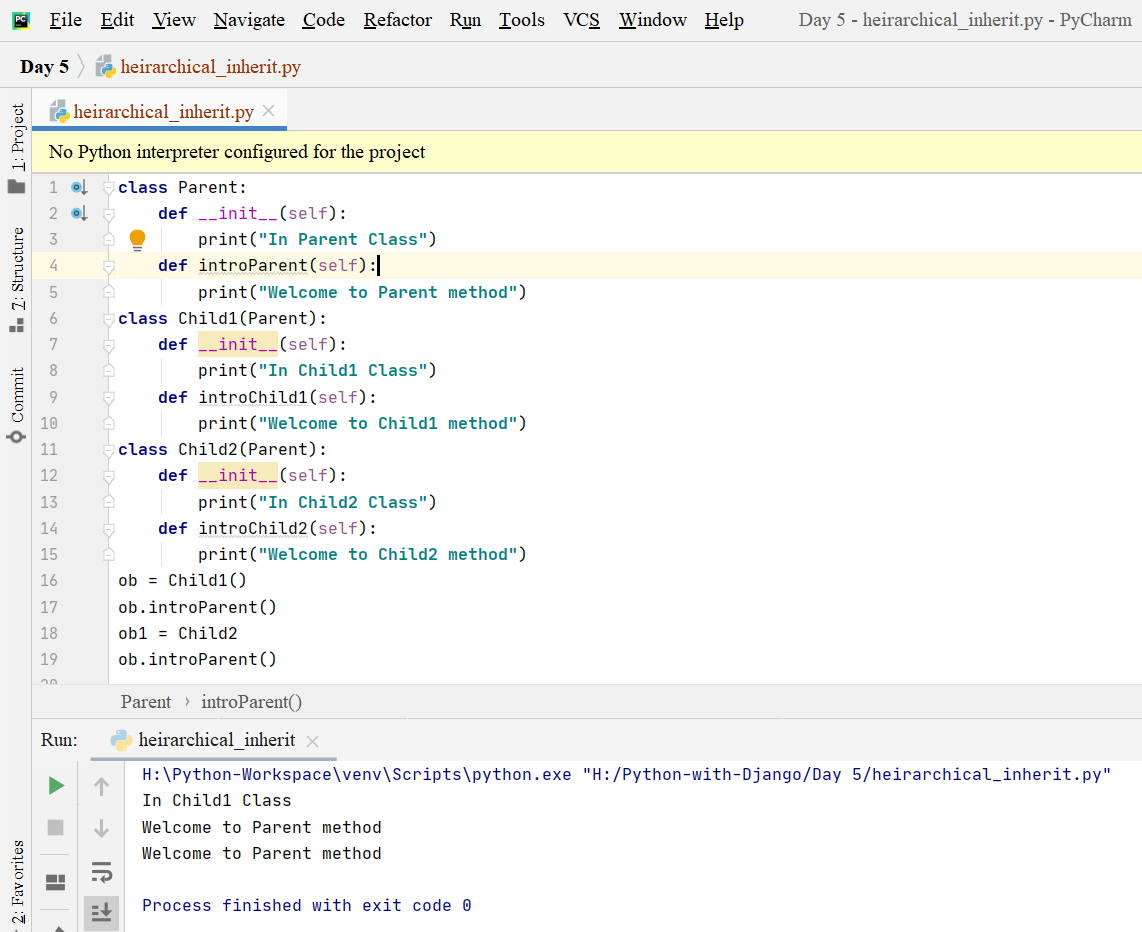 PC File Edit View Navigate Code Refactor Run Tools VCS Window Help Day 5 - heirarchical_inherit.py - PyCharm
Day 5 heirarchical_inherit.py
heirarchical_inherit.py
No Python interpreter configured for the project
1: Project
7: Structure
Commit
2: Favorites
1 class Parent:
2     def __init__(self):
3         print("In Parent Class")
4     def introParent(self):
5         print("Welcome to Parent method")
6 class Child1(Parent):
7     def __init__(self):
8         print("In Child1 Class")
9     def introChild1(self):
10         print("Welcome to Child1 method")
11 class Child2(Parent):
12     def __init__(self):
13         print("In Child2 Class")
14     def introChild2(self):
15         print("Welcome to Child2 method")
16 ob = Child1()
17 ob.introParent()
18 ob1 = Child2
19 ob.introParent()
20
Parent › introParent()
Run: heirarchical_inherit
H:\Python-Workspace\venv\Scripts\python.exe "H:/Python-with-Django/Day 5/heirarchical_inherit.py"
In Child1 Class
Welcome to Parent method
Welcome to Parent method
Process finished with exit code 0